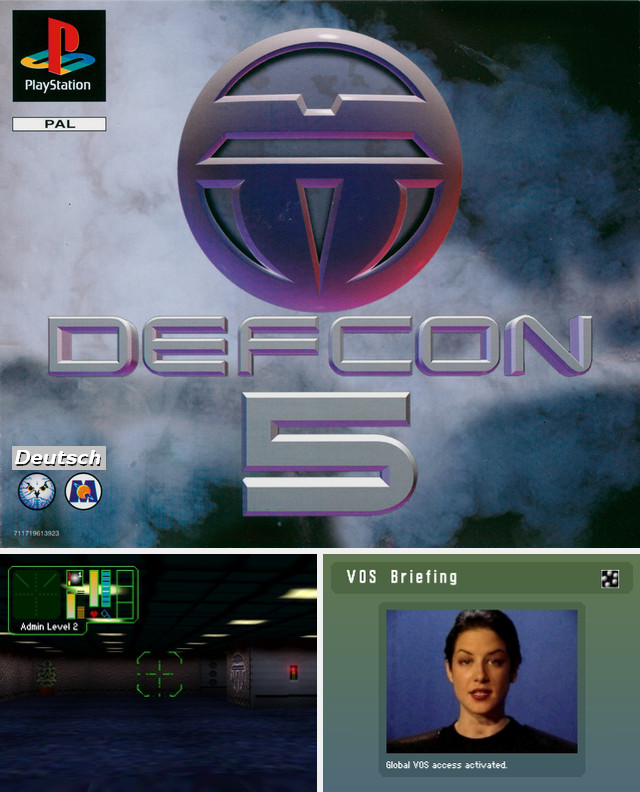 PlayStation
PAL
DEFCON
5
Deutsch
711719613923
Admin Level 2
VOS Briefing
Global VOS access activated.